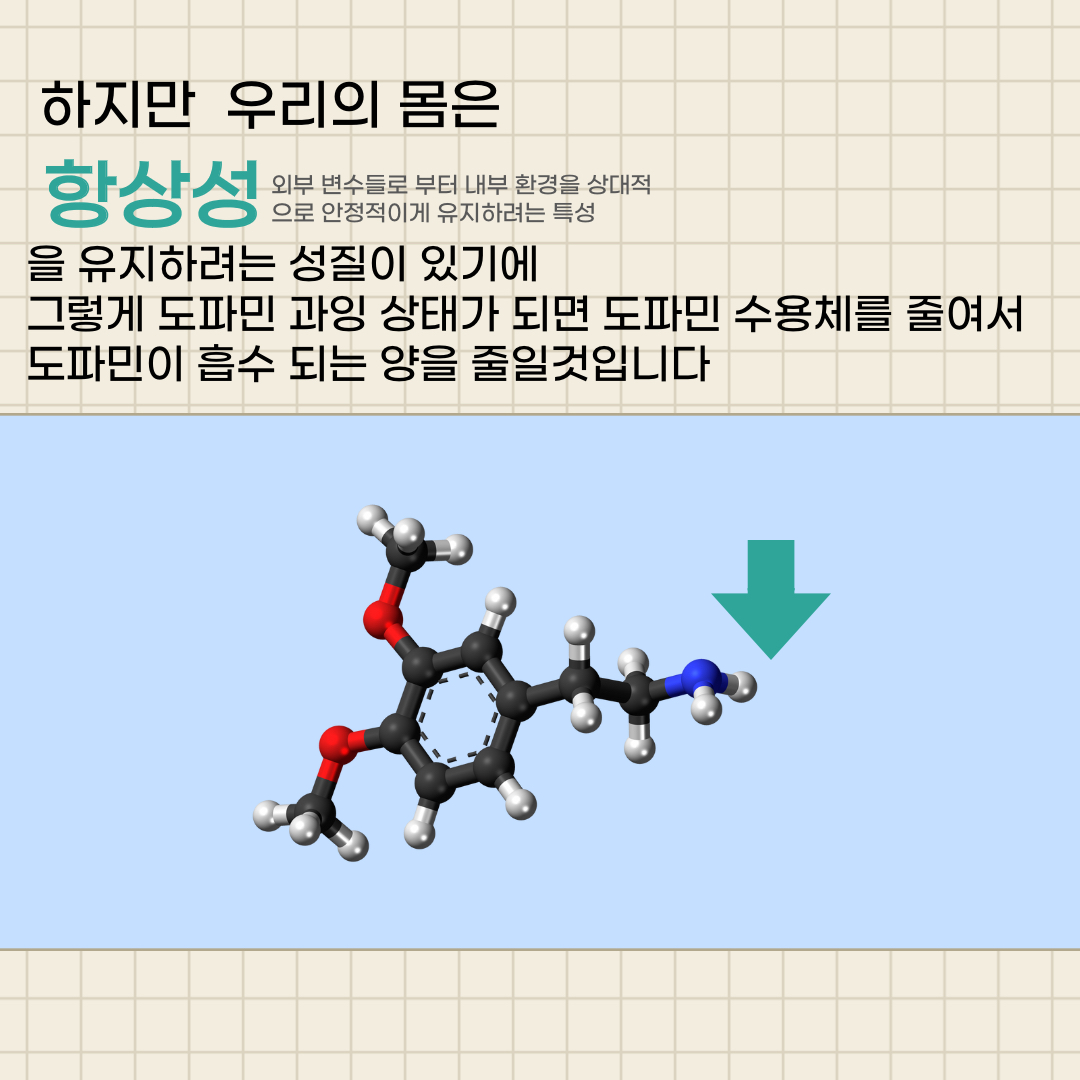 하지만 우리의 몸은
항상성 외부 변수들로 부터 내부 환경을 상대적
으로 안정적이게 유지하려는 특성
을 유지하려는 성질이 있기에
그렇게 도파민 과잉 상태가 되면 도파민 수용체를 줄여서
도파민이 흡수 되는 양을 줄일것입니다